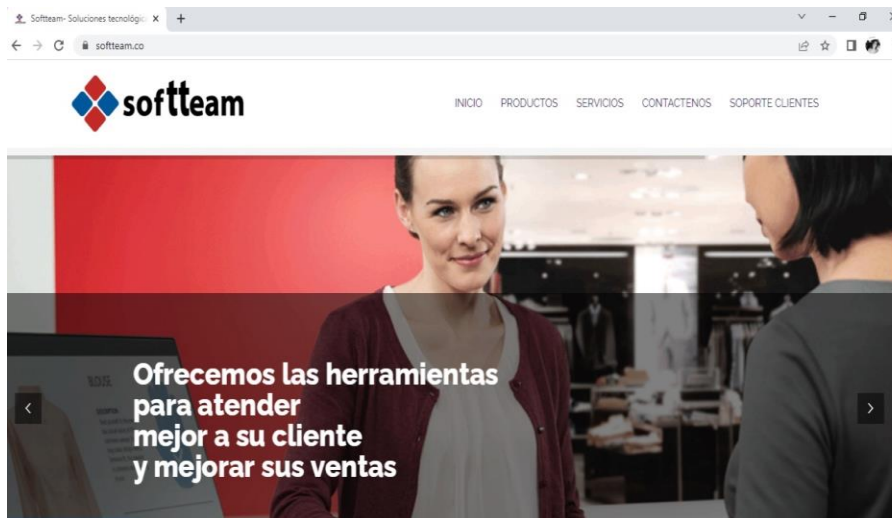 Softteam- Soluciones tecnológic
softteam.co
softteam
INICIO PRODUCTOS SERVICIOS CONTACTENOS SOPORTE CLIENTES
BLOUSE
Ofrecemos las herramientas
para atender
mejor a su cliente
y mejorar sus ventas